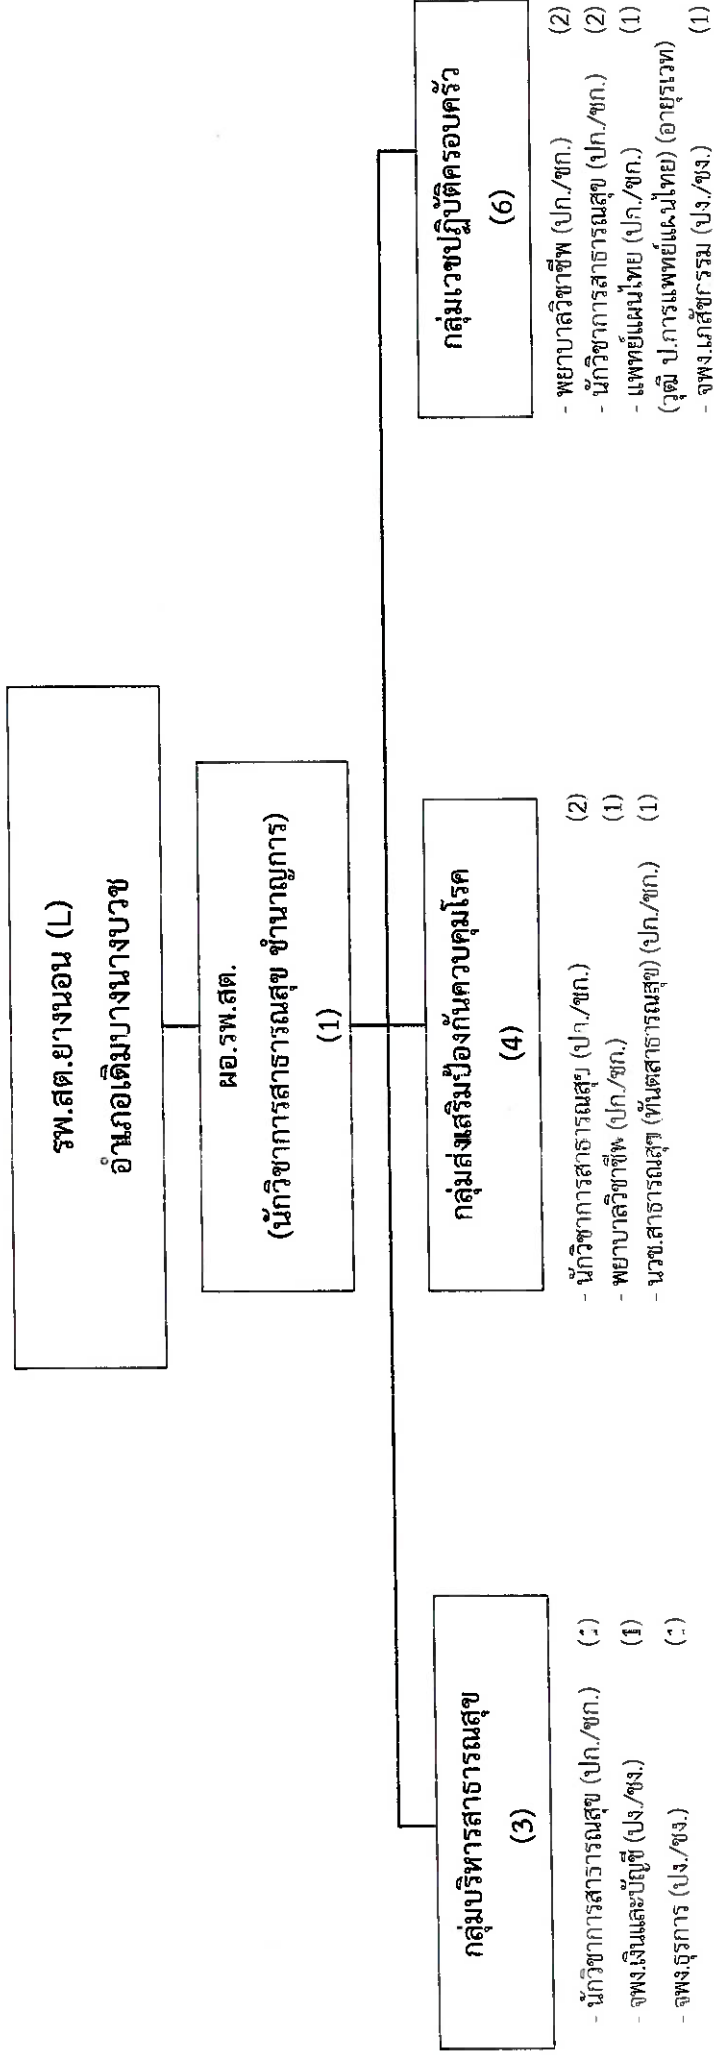 รพ.สต.ยางนอน (L)
อำเภอเดิมบางนางบวช
ผอ.รพ.สต.
(นักวิชาการสาธารณสุข ชำนาญการ)
(1)
กลุ่มบริหารสาธารณสุข
(3)
- นักวิชาการสาธารณสุข (ปก./ชก.) (1)
- จพง.เงินและบัญชี (ปง./ชง.) (1)
- จพง.ธุรการ (ปง./ชง.) (1)
กลุ่มส่งเสริมป้องกันควบคุมโรค
(4)
- นักวิชาการสาธารณสุข (ปก./ชก.) (2)
- พยาบาลวิชาชีพ (ปก./ชก.) (1)
- นวช.สาธารณสุข (ทันตสาธารณสุข) (ปก./ชก.) (1)
กลุ่มเวชปฏิบัติครอบครัว
(6)
- พยาบาลวิชาชีพ (ปก./ชก.) (2)
- นักวิชาการสาธารณสุข (ปก./ชก.) (2)
- แพทย์แผนไทย (ปก./ชก.) (1)
(วุฒิ ป.การแพทย์แผนไทย) (อายุรเวท)
- จพง.เภสัชกรรม (ปง./ชง.) (1)